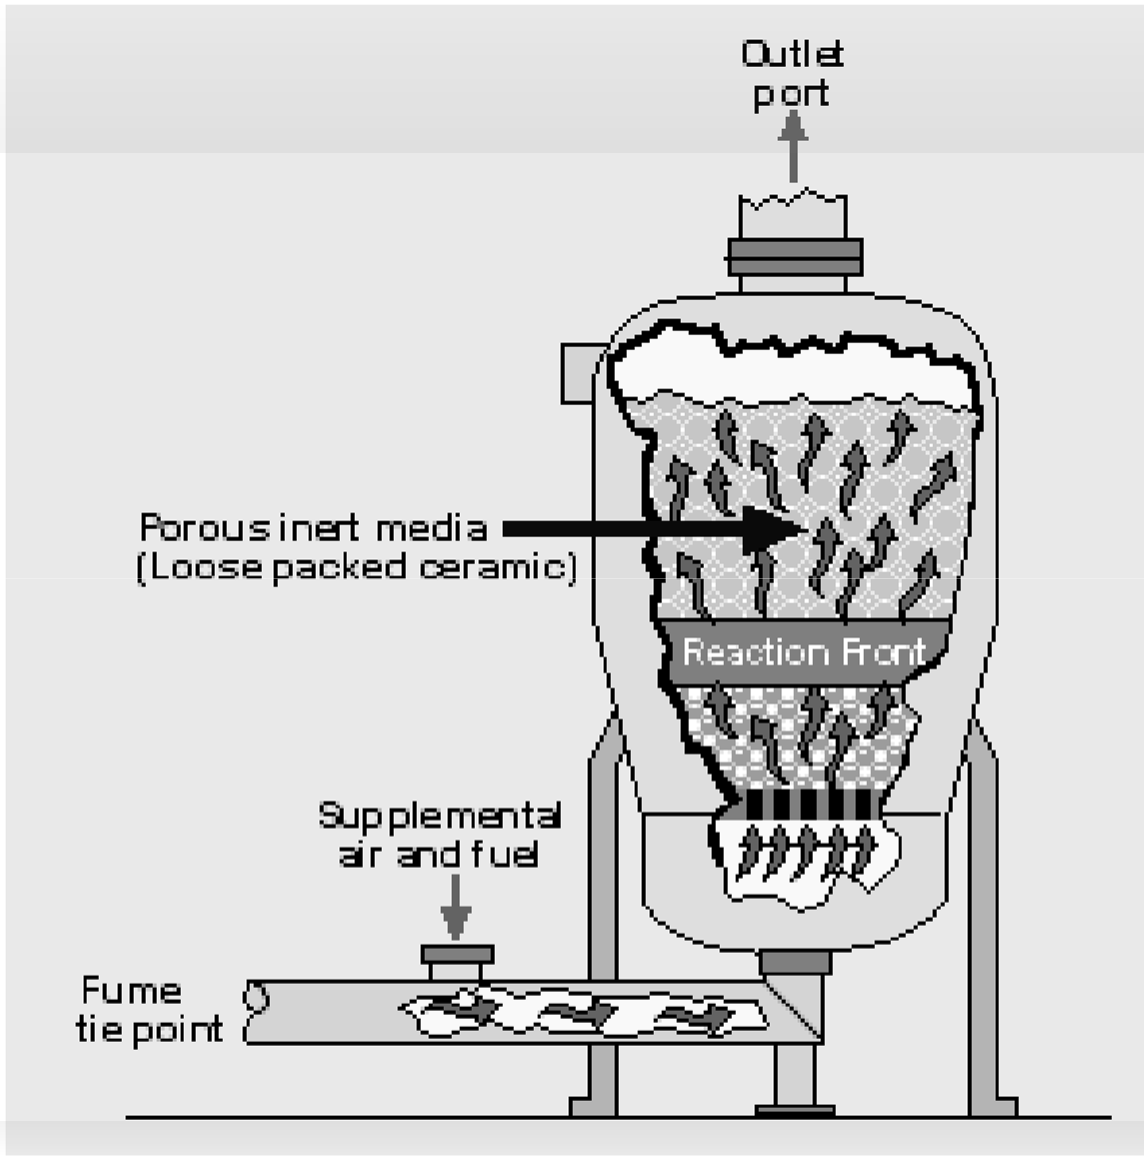 Outlet
port
Porous inert media
(Loose packed ceramic)
Reaction Front
Supplemental
air and fuel
Fume
tie point